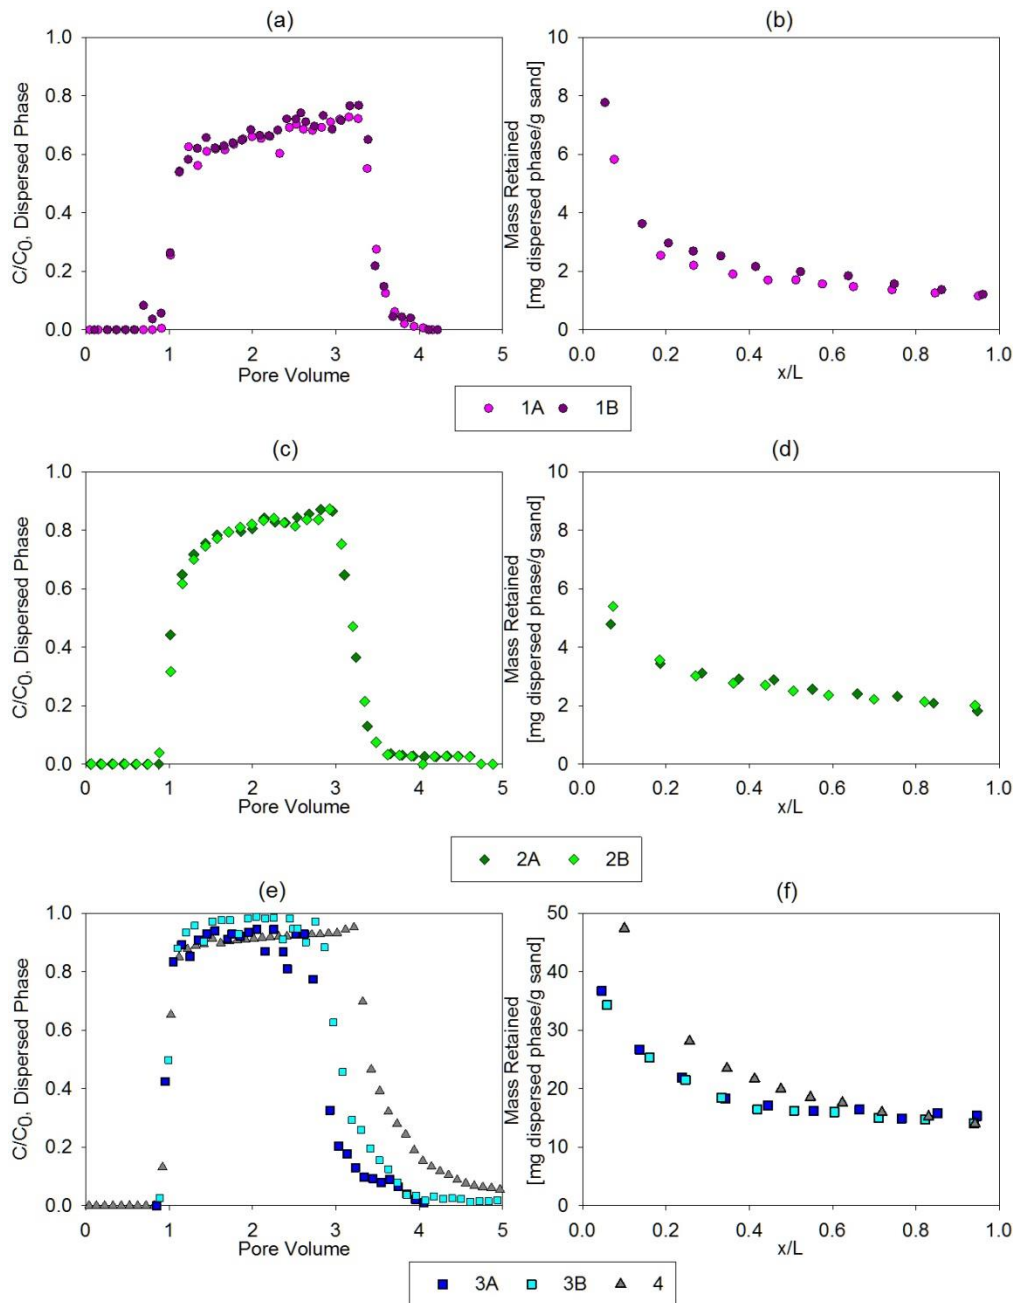 (a)
(b)
1.0
0.8
0.6
0.4
0.2
0.0
C/C0, Dispersed Phase
0 1 2 3 4 5
Pore Volume
10
8
6
4
2
0
Mass Retained
[mg dispersed phase/g sand]
0.0 0.2 0.4 0.6 0.8 1.0
x/L
1A 1B
(c)
(d)
1.0
0.8
0.6
0.4
0.2
0.0
C/C0, Dispersed Phase
0 1 2 3 4 5
Pore Volume
10
8
6
4
2
0
Mass Retained
[mg dispersed phase/g sand]
0.0 0.2 0.4 0.6 0.8 1.0
x/L
2A 2B
(e)
(f)
1.0
0.8
0.6
0.4
0.2
0.0
C/C0, Dispersed Phase
0 1 2 3 4 5
Pore Volume
50
40
30
20
10
0
Mass Retained
[mg dispersed phase/g sand]
0.0 0.2 0.4 0.6 0.8 1.0
x/L
3A 3B 4